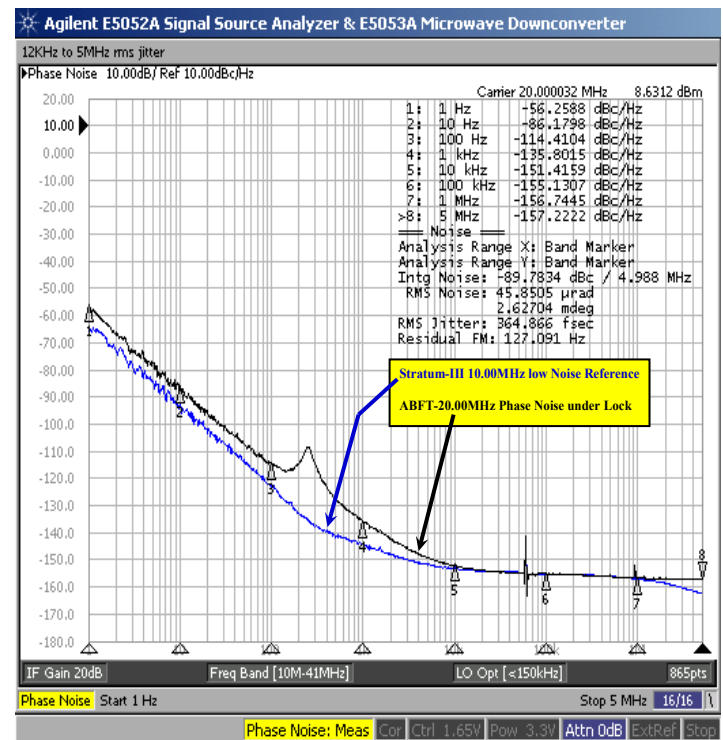 Agilent E5052A Signal Source Analyzer & E5053A Microwave Downconverter
12KHz to 5MHz rms jitter
Phase Noise 10.00dB/ Ref 10.00dBc/Hz
Carrier 20.000032 MHz 8.6312 dBm
1: 1 Hz -56.2588 dBc/Hz
2: 10 Hz -86.1798 dBc/Hz
3: 100 Hz -114.4104 dBc/Hz
4: 1 kHz -135.8015 dBc/Hz
5: 10 kHz -151.4159 dBc/Hz
6: 100 kHz -155.1307 dBc/Hz
7: 1 MHz -156.7445 dBc/Hz
>8: 5 MHz -157.2222 dBc/Hz
Noise
Analysis Range X: Band Marker
Analysis Range Y: Band Marker
Intg Noise: -89.7834 dBc / 4.988 MHz
RMS Noise: 45.8505 µrad
2.62704 mdeg
RMS Jitter: 364.866 fsec
Residual FM: 127.091 Hz
20.00
10.00
0.000
-10.00
-20.00
-30.00
-40.00
-50.00
-60.00
-70.00
-80.00
-90.00
-100.0
-110.0
-120.0
-130.0
-140.0
-150.0
-160.0
-170.0
-180.0
Stratum-III 10.00MHz low Noise Reference
ABFT-20.00MHz Phase Noise under Lock
1
2
3
4
5
6
7
8
IF Gain 20dB Freq Band [10M-41MHz] LO Opt [<150kHz] 865pts
Phase Noise Start 1 Hz Stop 5 MHz 16/16
Phase Noise: Meas Cor Ctrl 1.65V Pow 3.3V Attn 0dB ExtRef Stop